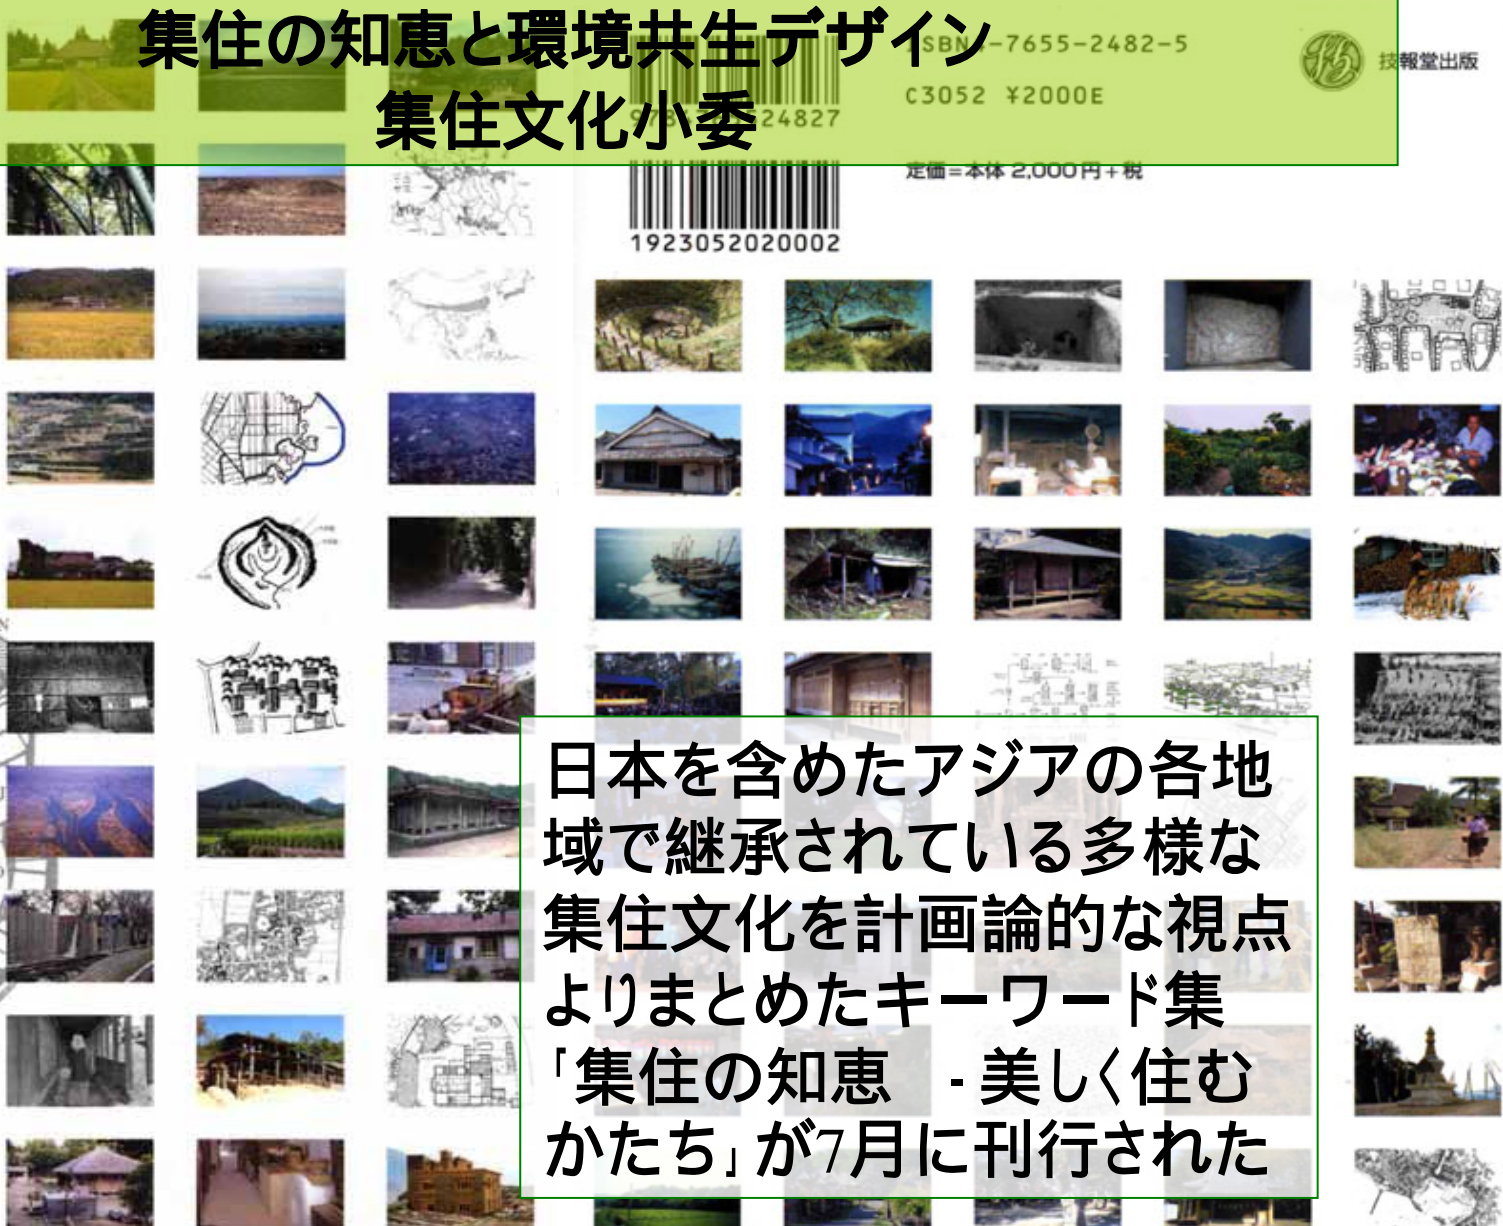 集住の知恵と環境共生デザイン
集住文化小委
ISBN4-7655-2482-5
C3052 ¥2000E
技報堂出版
定価=本体 2,000円+税
1923052020002
日本を含めたアジアの各地
域で継承されている多様な
集住文化を計画論的な視点
よりまとめたキーワード集
「集住の知恵　-美しく住む
かたち」が7月に刊行された